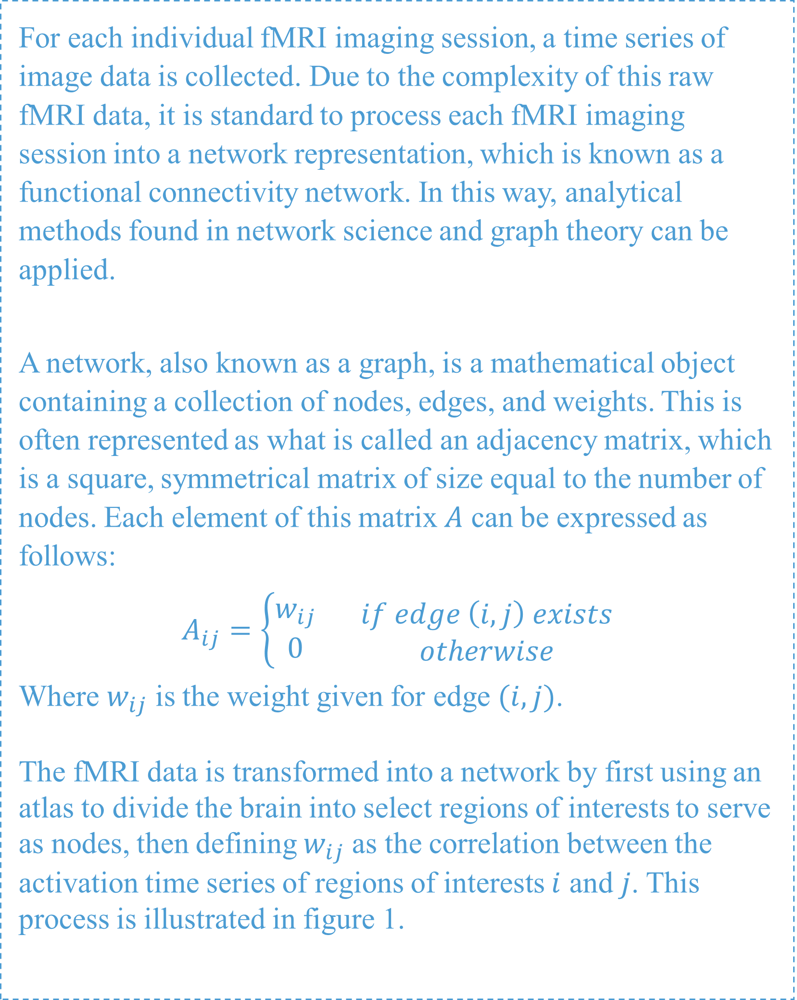 For each individual fMRI imaging session, a time series of
image data is collected. Due to the complexity of this raw
fMRI data, it is standard to process each fMRI imaging
session into a network representation, which is known as a
functional connectivity network. In this way, analytical
methods found in network science and graph theory can be
applied.
A network, also known as a graph, is a mathematical object
containing a collection of nodes, edges, and weights. This is
often represented as what is called an adjacency matrix, which
is a square, symmetrical matrix of size equal to the number of
nodes. Each element of this matrix A can be expressed as
follows:
A_{ij} = { w_{ij} if edge (i, j) exists
0 otherwise
Where w_{ij} is the weight given for edge (i, j).
The fMRI data is transformed into a network by first using an
atlas to divide the brain into select regions of interests to serve
as nodes, then defining w_{ij} as the correlation between the
activation time series of regions of interests i and j. This
process is illustrated in figure 1.